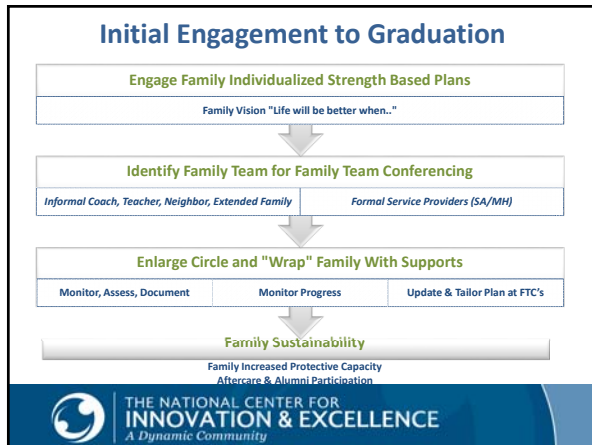 Initial Engagement to Graduation
Engage Family Individualized Strength Based Plans
Family Vision "Life will be better when.."
Identify Family Team for Family Team Conferencing
Informal Coach, Teacher, Neighbor, Extended Family
Formal Service Providers (SA/MH)
Enlarge Circle and "Wrap" Family With Supports
Monitor, Assess, Document
Monitor Progress
Update & Tailor Plan at FTC's
Family Sustainability
Family Increased Protective Capacity
Aftercare & Alumni Participation
THE NATIONAL CENTER FOR
INNOVATION & EXCELLENCE
A Dynamic Community